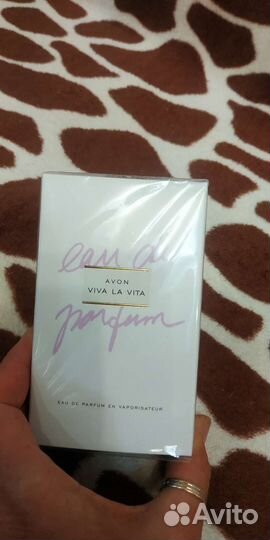 eau de
AVON
VIVA LA VITA
parfum
EAU DE PARFUM EN VAPORISATEUR
Avito